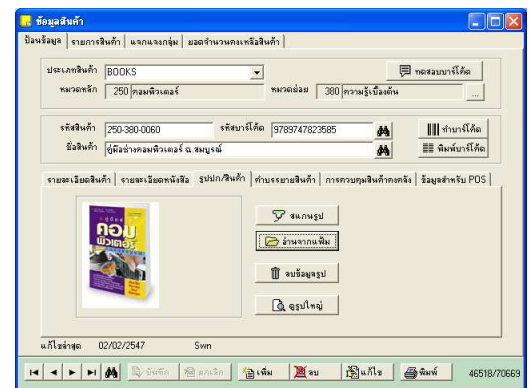 ข้อมูลสินค้า
ป้อนข้อมูล รายการสินค้า แจกแจงกลุ่ม ยอดจำนวนคงเหลือสินค้า
ประเภทสินค้า BOOKS ทดสอบบาร์โค้ด
หมวดหลัก 250 คอมพิวเตอร์ หมวดย่อย 380 ความรู้เบื้องต้น ...
รหัสสินค้า 250-380-0060 รหัสบาร์โค้ด 9789747823585 ทำบาร์โค้ด
ชื่อสินค้า คู่มือช่างคอมพิวเตอร์ ฉ.สมบูรณ์ พิมพ์บาร์โค้ด
รายละเอียดสินค้า รายละเอียดหนังสือ รูปปก/สินค้า คำบรรยายสินค้า การควบคุมสินค้าคงคลัง ข้อมูลสำหรับ POS
คู่มือ
คอม
พิวเตอร์
สแกนรูป
อ่านจากแฟ้ม
ลบข้อมูลรูป
ดูรูปใหญ่
แก้ไขล่าสุด 02/02/2547 Swn
บันทึก ยกเลิก เพิ่ม ลบ แก้ไข พิมพ์ 46518/70669